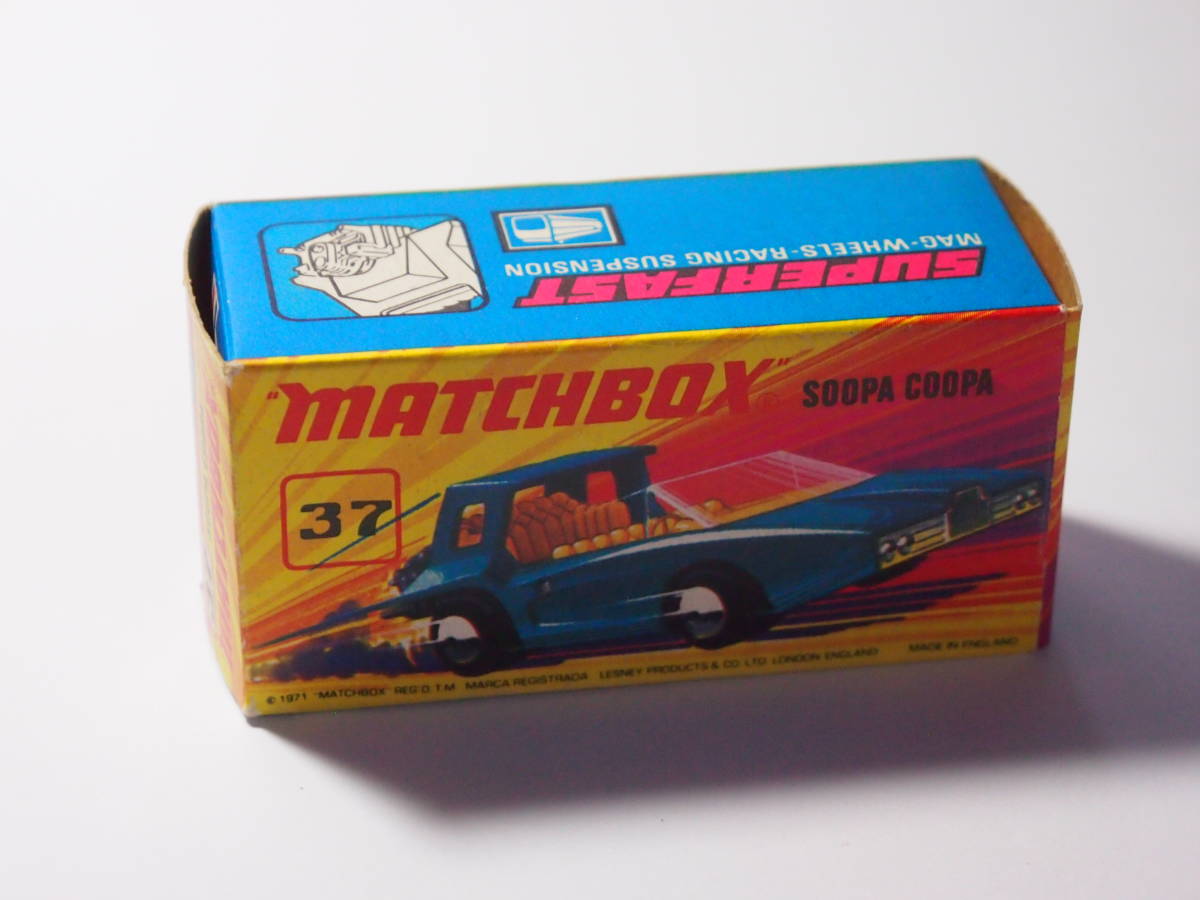 SUPERFAST
MAG-WHEELS-RACING SUSPENSION
"MATCHBOX"® SOOPA COOPA
37
© 1971 "MATCHBOX" REG'D. T.M. MARCA REGISTRADA LESNEY PRODUCTS & CO. LTD. LONDON ENGLAND MADE IN ENGLAND